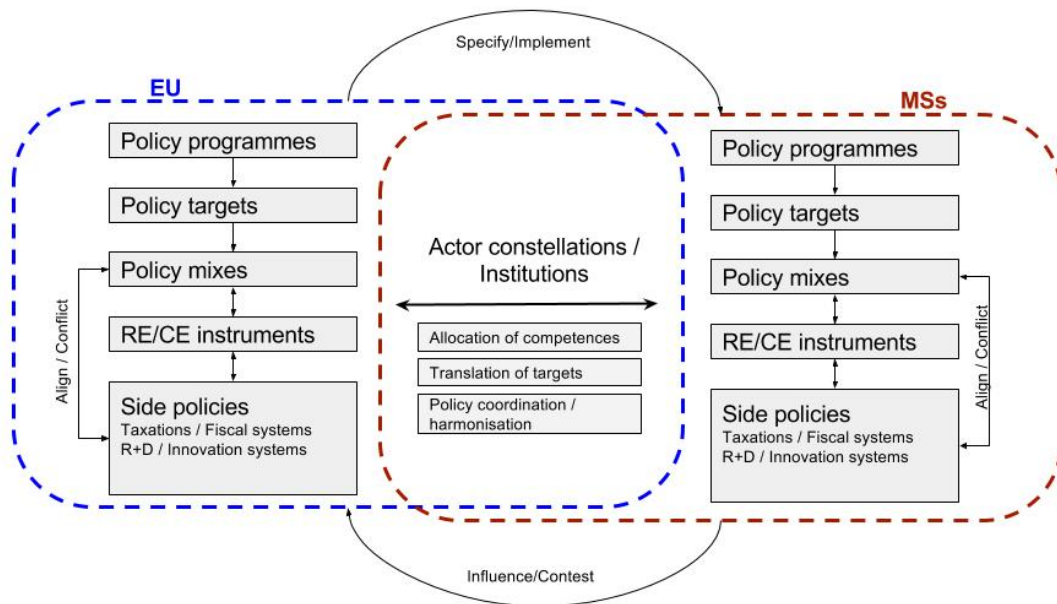 Specify/Implement
EU
MSs
Policy programmes
Policy targets
Policy mixes
RE/CE instruments
Side policies
Taxations / Fiscal systems
R+D / Innovation systems
Align / Conflict
Actor constellations /
Institutions
Allocation of competences
Translation of targets
Policy coordination /
harmonisation
Policy programmes
Policy targets
Policy mixes
RE/CE instruments
Side policies
Taxations / Fiscal systems
R+D / Innovation systems
Align / Conflict
Influence/Contest